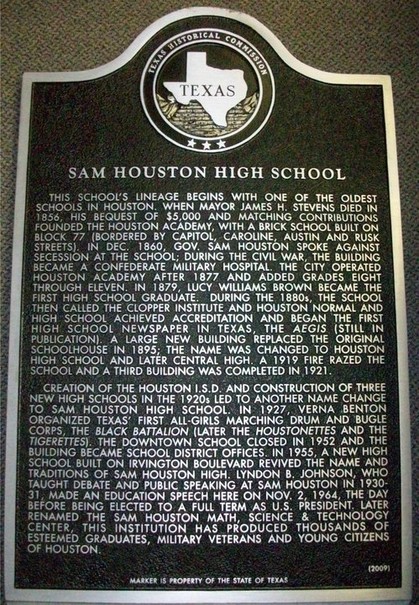 TEXAS HISTORICAL COMMISSION
TEXAS
SAM HOUSTON HIGH SCHOOL
THIS SCHOOL'S LINEAGE BEGINS WITH ONE OF THE OLDEST
SCHOOLS IN HOUSTON. WHEN MAYOR JAMES H. STEVENS DIED IN
1856, HIS BEQUEST OF $5,000 AND MATCHING CONTRIBUTIONS
FOUNDED THE HOUSTON ACADEMY, WITH A BRICK SCHOOL BUILT ON
BLOCK 77 (BORDERED BY CAPITOL, CAROLINE, AUSTIN AND RUSK
STREETS). IN DEC. 1860, GOV. SAM HOUSTON SPOKE AGAINST
SECESSION AT THE SCHOOL; DURING THE CIVIL WAR, THE BUILDING
BECAME A CONFEDERATE MILITARY HOSPITAL. THE CITY OPERATED
HOUSTON ACADEMY AFTER 1877 AND ADDED GRADES EIGHT
THROUGH ELEVEN. IN 1879, LUCY WILLIAMS BROWN BECAME THE
FIRST HIGH SCHOOL GRADUATE. DURING THE 1880s, THE SCHOOL
THEN CALLED THE CLOPPER INSTITUTE AND HOUSTON NORMAL AND
HIGH SCHOOL ACHIEVED ACCREDITATION AND BEGAN THE FIRST
HIGH SCHOOL NEWSPAPER IN TEXAS, THE AEGIS (STILL IN
PUBLICATION). A LARGE NEW BUILDING REPLACED THE ORIGINAL
SCHOOLHOUSE IN 1895; THE NAME WAS CHANGED TO HOUSTON
HIGH SCHOOL AND LATER CENTRAL HIGH. A 1919 FIRE RAZED THE
SCHOOL AND A THIRD BUILDING WAS COMPLETED IN 1921.
CREATION OF THE HOUSTON I.S.D. AND CONSTRUCTION OF THREE
NEW HIGH SCHOOLS IN THE 1920s LED TO ANOTHER NAME CHANGE
TO SAM HOUSTON HIGH SCHOOL. IN 1927, VERNA BENTON
ORGANIZED TEXAS' FIRST ALL-GIRLS MARCHING DRUM AND BUGLE
CORPS, THE BLACK BATTALION (LATER THE HOUSTONETTES AND THE
TIGERETTES). THE DOWNTOWN SCHOOL CLOSED IN 1952 AND THE
BUILDING BECAME SCHOOL DISTRICT OFFICES. IN 1955, A NEW HIGH
SCHOOL BUILT ON IRVINGTON BOULEVARD REVIVED THE NAME AND
TRADITIONS OF SAM HOUSTON HIGH. LYNDON B. JOHNSON, WHO
TAUGHT DEBATE AND PUBLIC SPEAKING AT SAM HOUSTON IN 1930-
31, MADE AN EDUCATION SPEECH HERE ON NOV. 2, 1964, THE DAY
BEFORE BEING ELECTED TO A FULL TERM AS U.S. PRESIDENT. LATER
RENAMED THE SAM HOUSTON MATH, SCIENCE & TECHNOLOGY
CENTER, THIS INSTITUTION HAS PRODUCED THOUSANDS OF
ESTEEMED GRADUATES, MILITARY VETERANS AND YOUNG CITIZENS
OF HOUSTON.
(2009)
MARKER IS PROPERTY OF THE STATE OF TEXAS